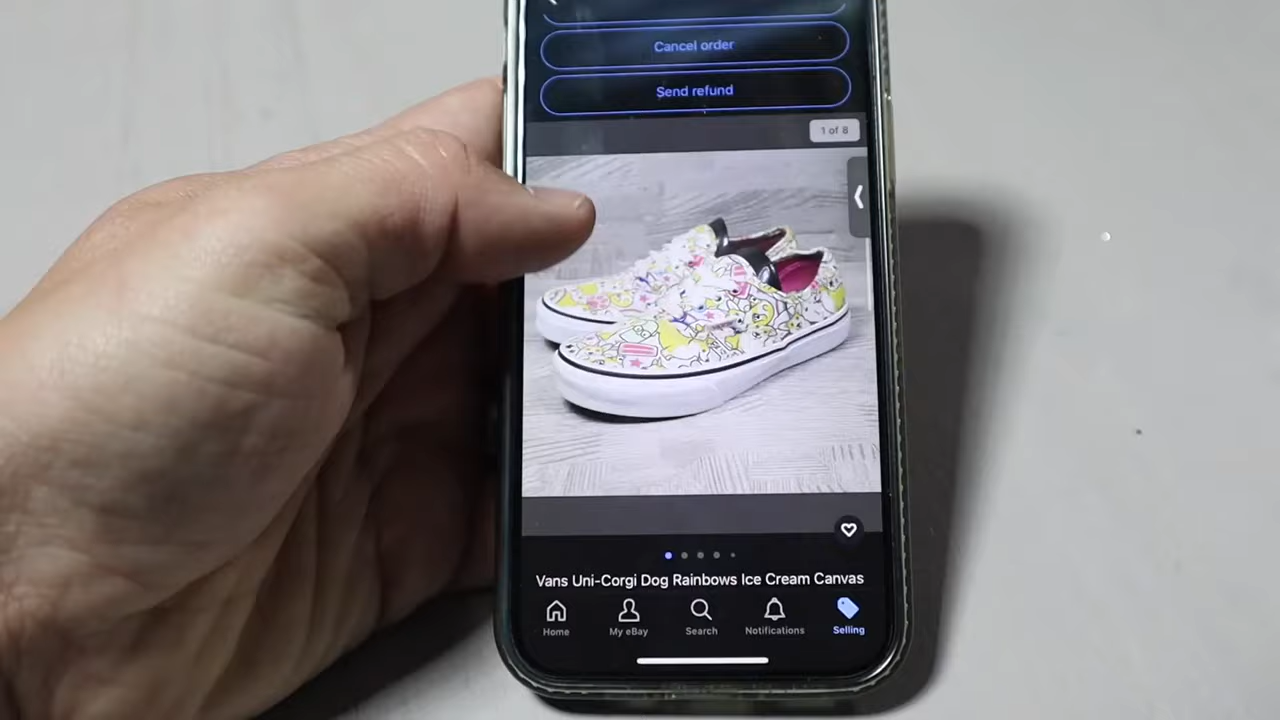 Cancel order
Send refund
1 of 8
Vans Uni-Corgi Dog Rainbows Ice Cream Canvas
Home
My eBay
Search
Notifications
Selling